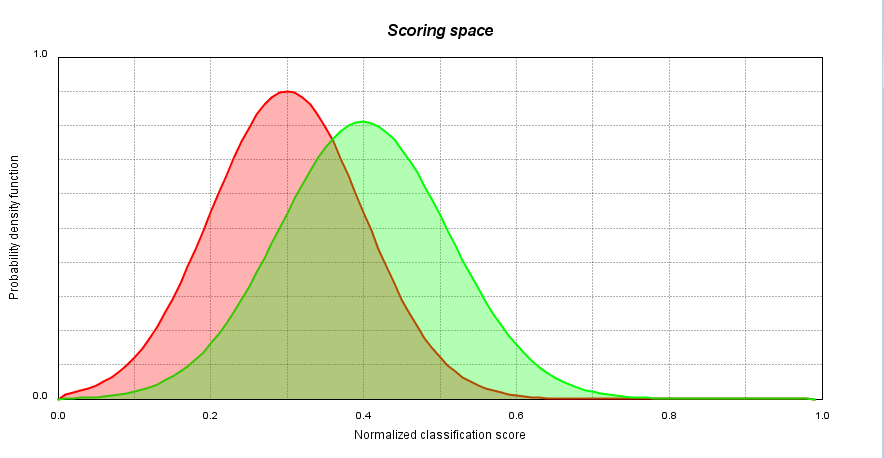 Scoring space
1.0
Probability density function
0.0
0.0 0.2 0.4 0.6 0.8 1.0
Normalized classification score